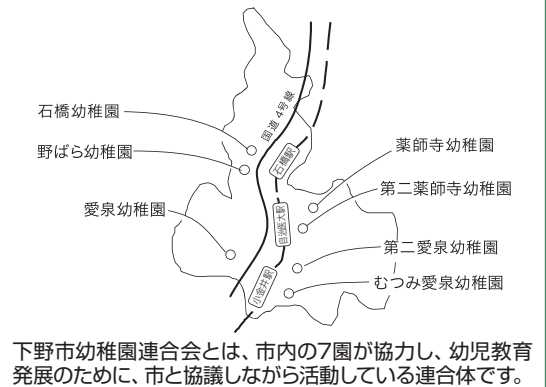 国道 4号線
石橋幼稚園
野ばら幼稚園
愛泉幼稚園
石橋駅
自治医大駅
小金井駅
薬師寺幼稚園
第二薬師寺幼稚園
第二愛泉幼稚園
むつみ愛泉幼稚園
下野市幼稚園連合会とは、市内の7園が協力し、幼児教育
発展のために、市と協議しながら活動している連合体です。